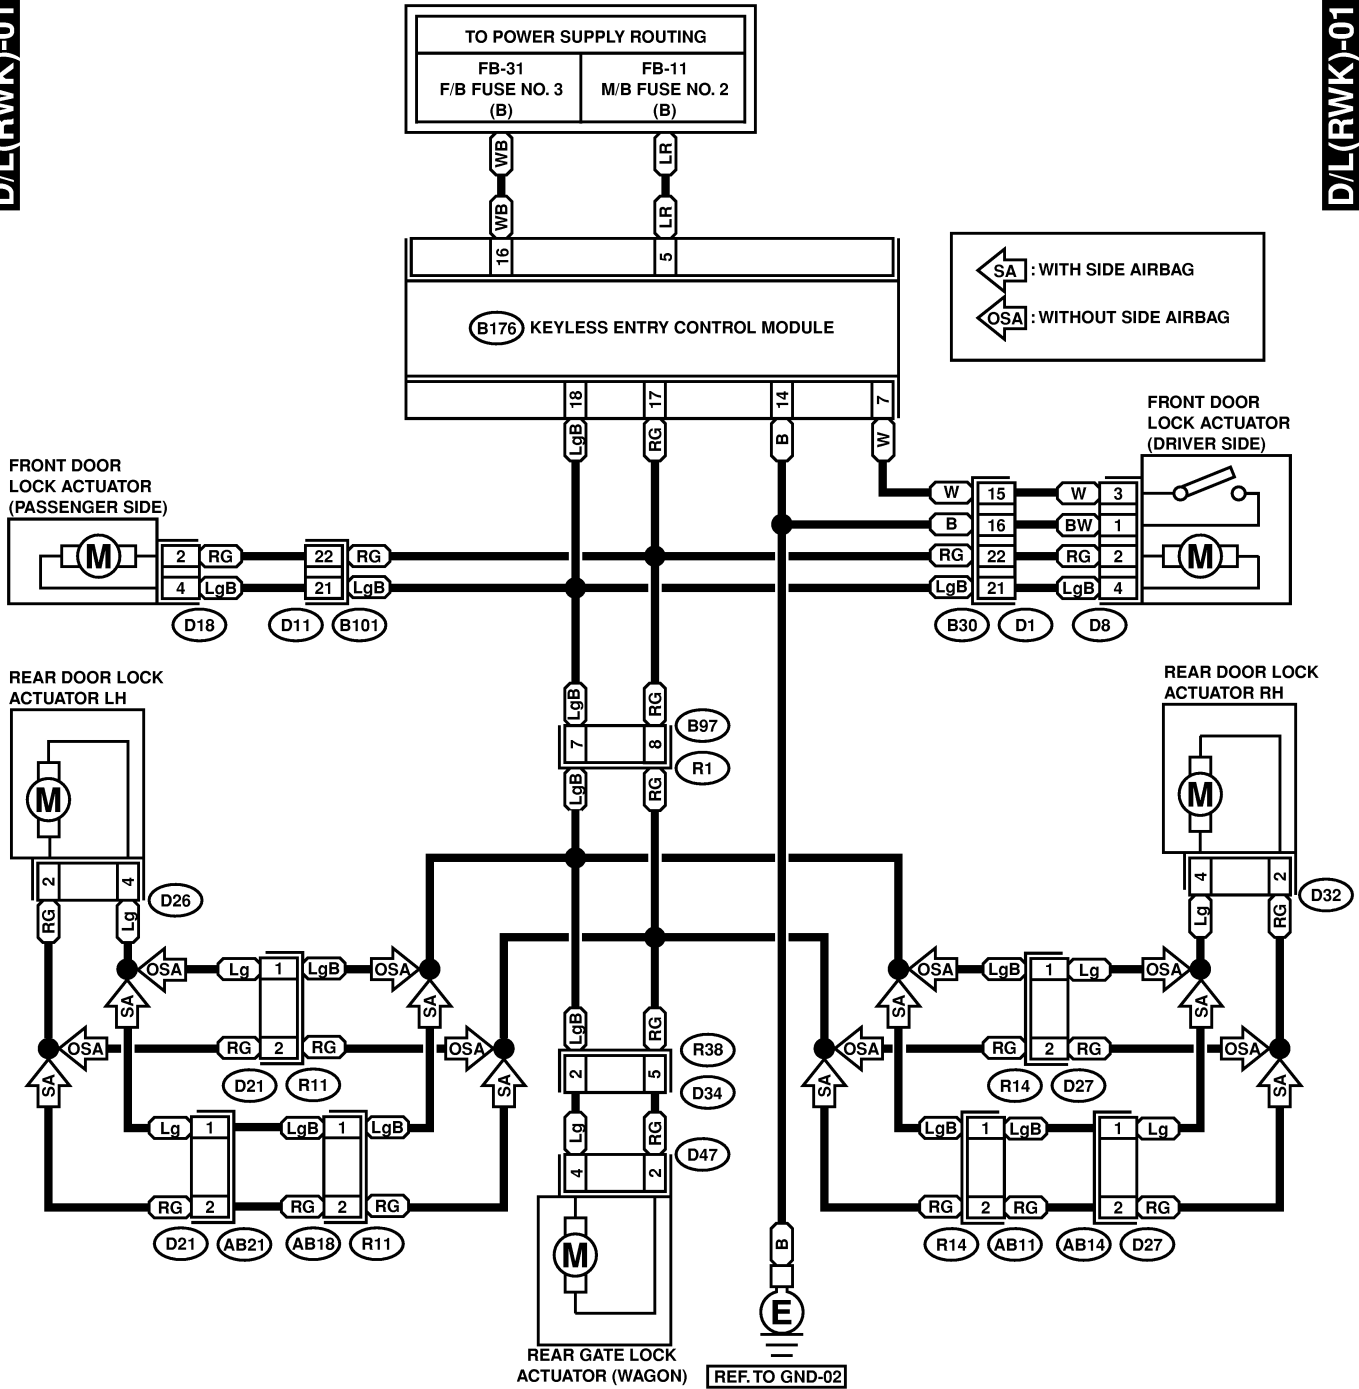 D/L(RWK)-01
D/L(RWK)-01
TO POWER SUPPLY ROUTING
FB-31
F/B FUSE NO. 3
(B)
FB-11
M/B FUSE NO. 2
(B)
WB
LR
WB
LR
16
5
B176 KEYLESS ENTRY CONTROL MODULE
SA : WITH SIDE AIRBAG
OSA : WITHOUT SIDE AIRBAG
18
17
14
7
LgB
RG
B
W
FRONT DOOR
LOCK ACTUATOR
(DRIVER SIDE)
W 15 W 3
B 16 BW 1
RG 22 RG 2 M
LgB 21 LgB 4
B30 D1 D8
FRONT DOOR
LOCK ACTUATOR
(PASSENGER SIDE)
M 2 RG 22 RG
4 LgB 21 LgB
D18 D11 B101
LgB RG
7 8
LgB RG
B97
R1
REAR DOOR LOCK
ACTUATOR LH
M
2 4
D26
RG Lg
REAR DOOR LOCK
ACTUATOR RH
M
4 2
D32
Lg RG
OSA Lg 1 LgB OSA
SA SA
OSA RG 2 RG OSA
SA SA
D21 R11
Lg 1 LgB 1 LgB
RG 2 RG 2 RG
D21 AB21 AB18 R11
LgB RG
2 5
R38
D34
Lg RG
4 2
D47
M
REAR GATE LOCK
ACTUATOR (WAGON)
B
E
REF. TO GND-02
OSA LgB 1 Lg OSA
SA SA
OSA RG 2 RG OSA
SA SA
R14 D27
LgB 1 LgB 1 Lg
RG 2 RG 2 RG
R14 AB11 AB14 D27